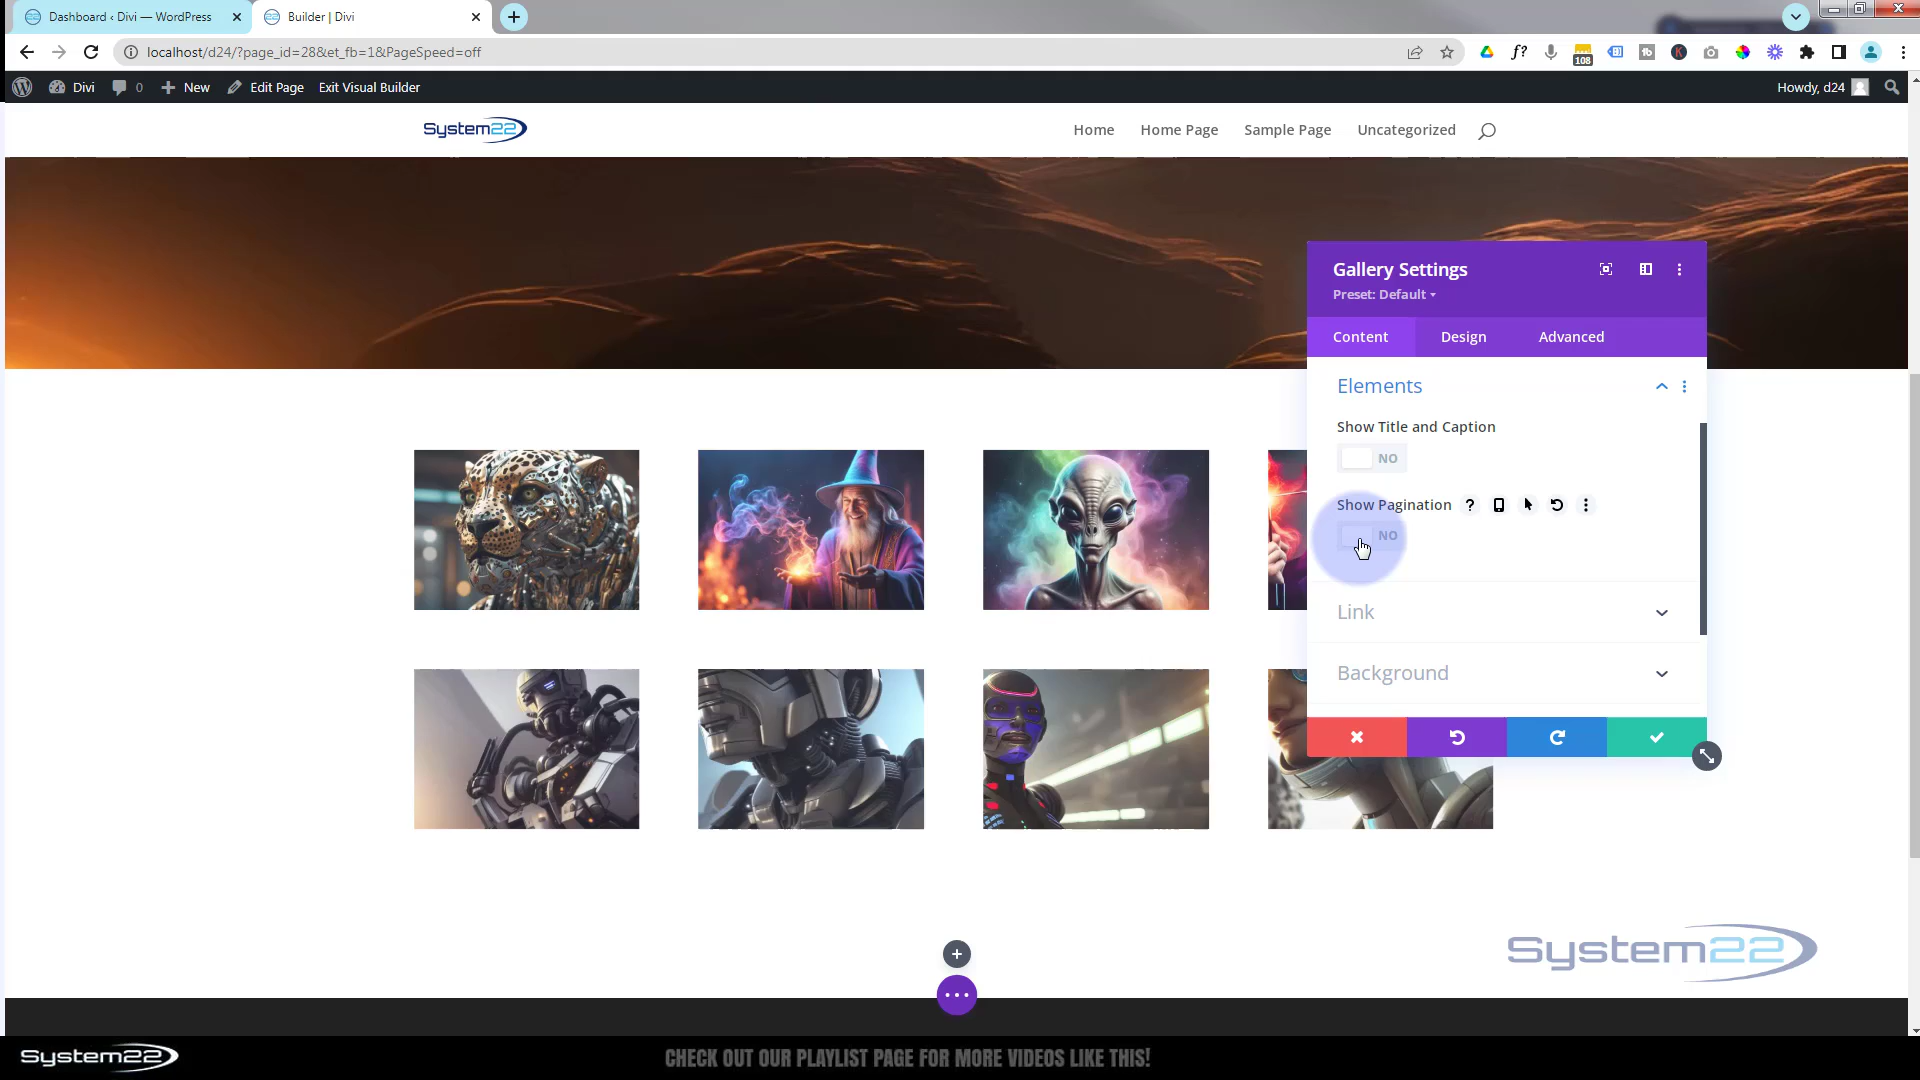 Dashboard ‹ Divi — WordPress
Builder | Divi
localhost/d24/?page_id=28&et_fb=1&PageSpeed=off
f?
108
tb
K
Divi
0
New
Edit Page
Exit Visual Builder
Howdy, d24
System22
Home
Home Page
Sample Page
Uncategorized
Gallery Settings
Preset: Default
Content
Design
Advanced
Elements
Show Title and Caption
NO
Show Pagination
?
NO
Link
Background
System22
System22
CHECK OUT OUR PLAYLIST PAGE FOR MORE VIDEOS LIKE THIS!